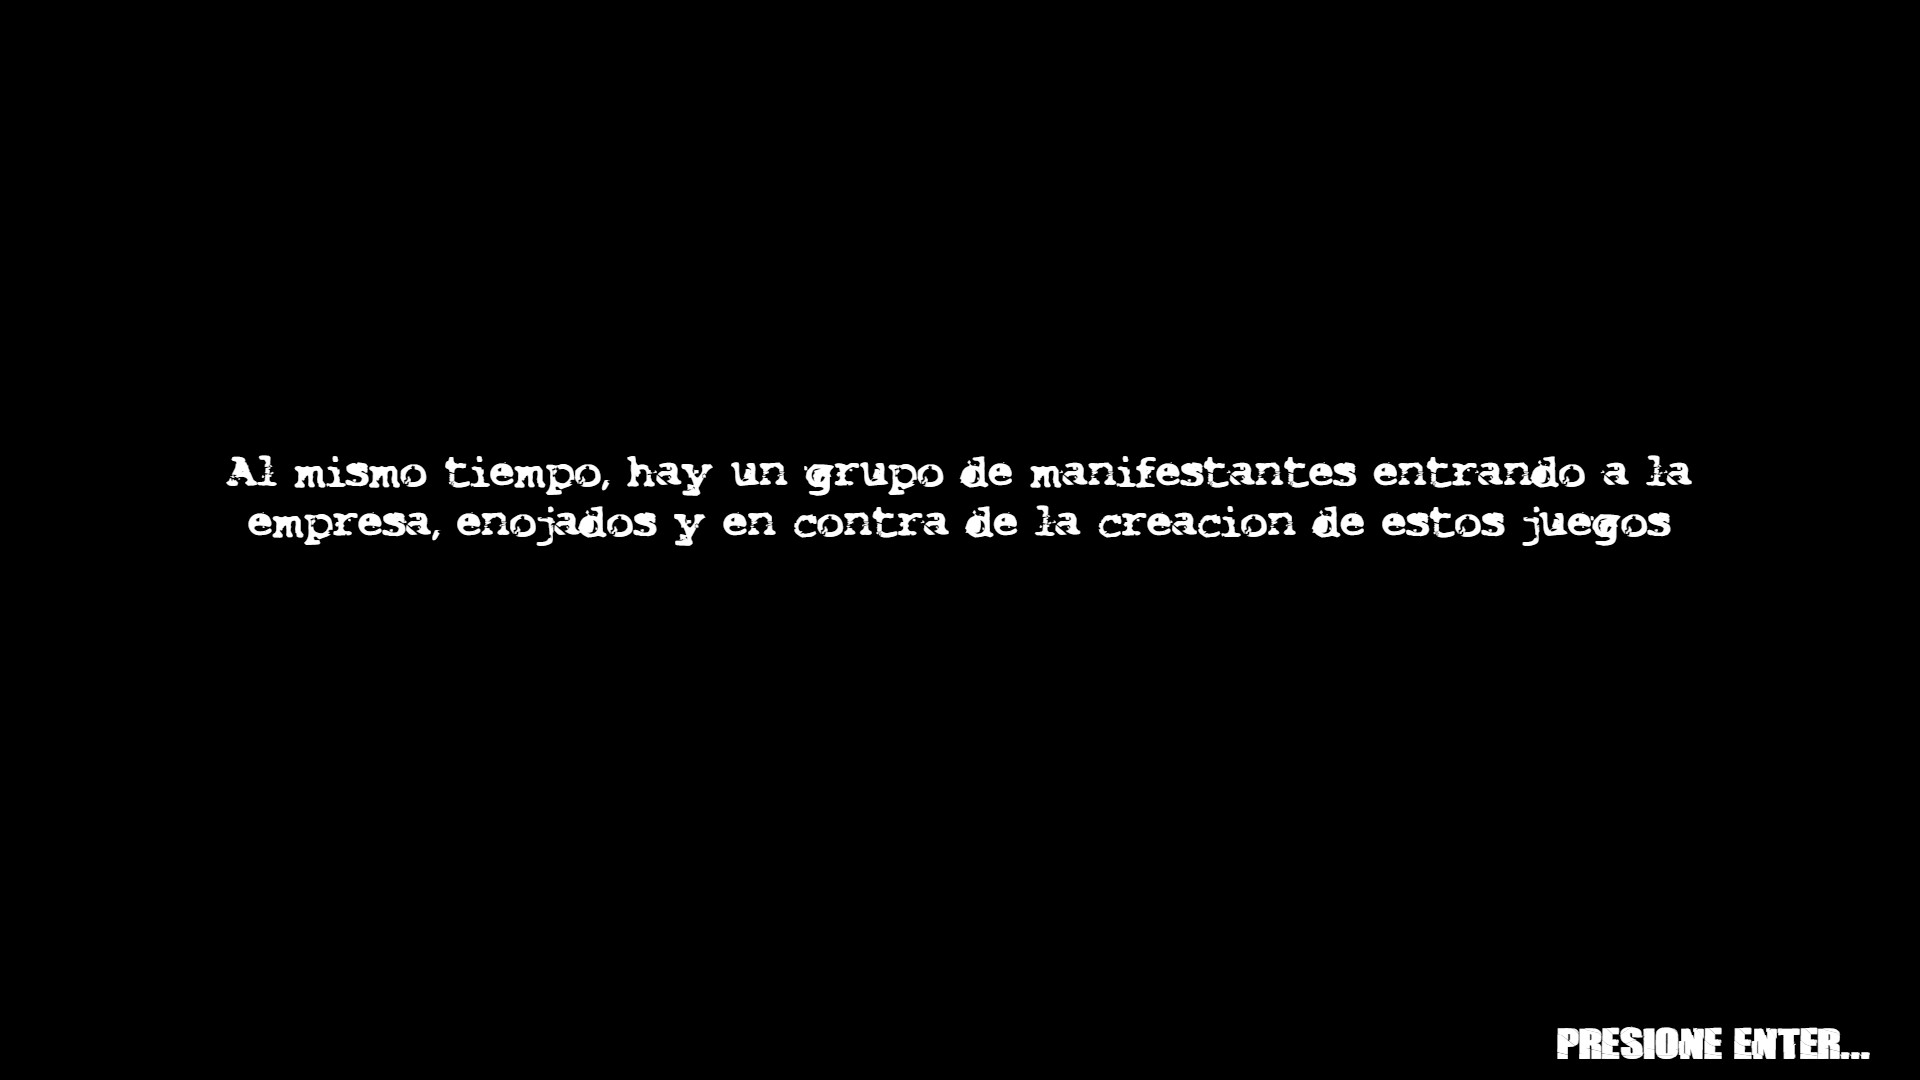 Al mismo tiempo, hay un grupo de manifestantes entrando a la
empresa, enojados y en contra de la creacion de estos juegos
PRESIONE ENTER...